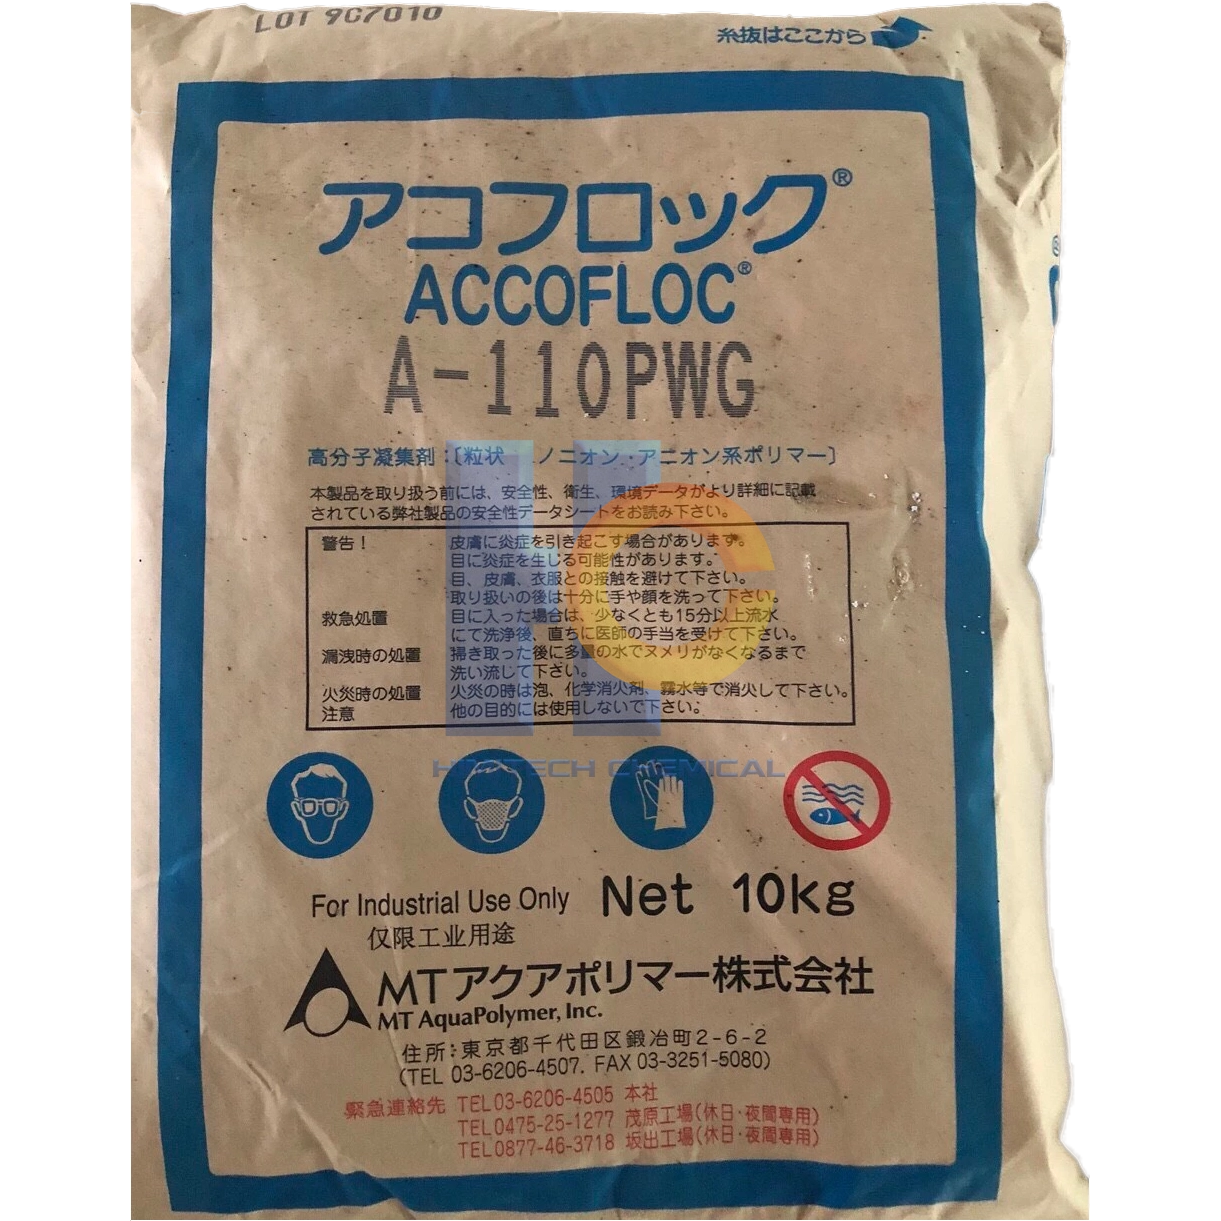 LOT 9G7010
糸抜はここから
アコフロック®
ACCOFLOC®
A-110PWG
高分子凝集剤:〔粒状 ノニオン・アニオン系ポリマー〕
本製品を取り扱う前には、安全性、衛生、環境データがより詳細に記載
されている弊社製品の安全性データシートをお読み下さい。
警告! 皮膚に炎症を引き起こす場合があります。
目に炎症を生じる可能性があります。
目、皮膚、衣服との接触を避けて下さい。
取り扱いの後は十分に手や顔を洗って下さい。
救急処置 目に入った場合は、少なくとも15分以上流水
にて洗浄後、直ちに医師の手当を受けて下さい。
漏洩時の処置 掃き取った後に多量の水でヌメリがなくなるまで
洗い流して下さい。
火災時の処置 火災の時は泡、化学消火剤、霧水等で消火して下さい。
注意 他の目的には使用しないで下さい。
CHEMICAL
For Industrial Use Only Net 10kg
仅限工业用途
MTアクアポリマー株式会社
MT AquaPolymer, Inc.
住所:東京都千代田区鍛冶町2-6-2
(TEL 03-6206-4507. FAX 03-3251-5080)
緊急連絡先 TEL03-6206-4505 本社
TEL0475-25-1277 茂原工場(休日・夜間専用)
TEL0877-46-3718 坂出工場(休日・夜間専用)